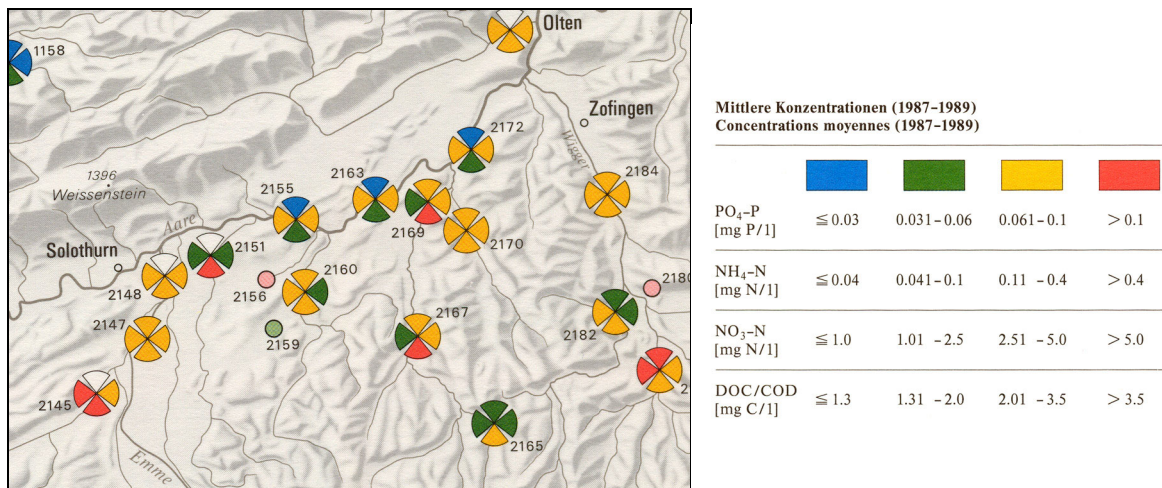 Olten
1158
Zofingen
2172
Wigger
1396
Weissenstein
2155
2163
2184
Aare
2169
Solothurn
2151
2170
2148
2156
2160
2180
2147
2159
2167
2182
2145
2165
Emme
Mittlere Konzentrationen (1987–1989)
Concentrations moyennes (1987–1989)
PO₄–P
[mg P/l]
≦ 0.03 0.031 – 0.06 0.061 – 0.1 > 0.1
NH₄–N
[mg N/l]
≦ 0.04 0.041 – 0.1 0.11 – 0.4 > 0.4
NO₃–N
[mg N/l]
≦ 1.0 1.01 – 2.5 2.51 – 5.0 > 5.0
DOC/COD
[mg C/l]
≦ 1.3 1.31 – 2.0 2.01 – 3.5 > 3.5